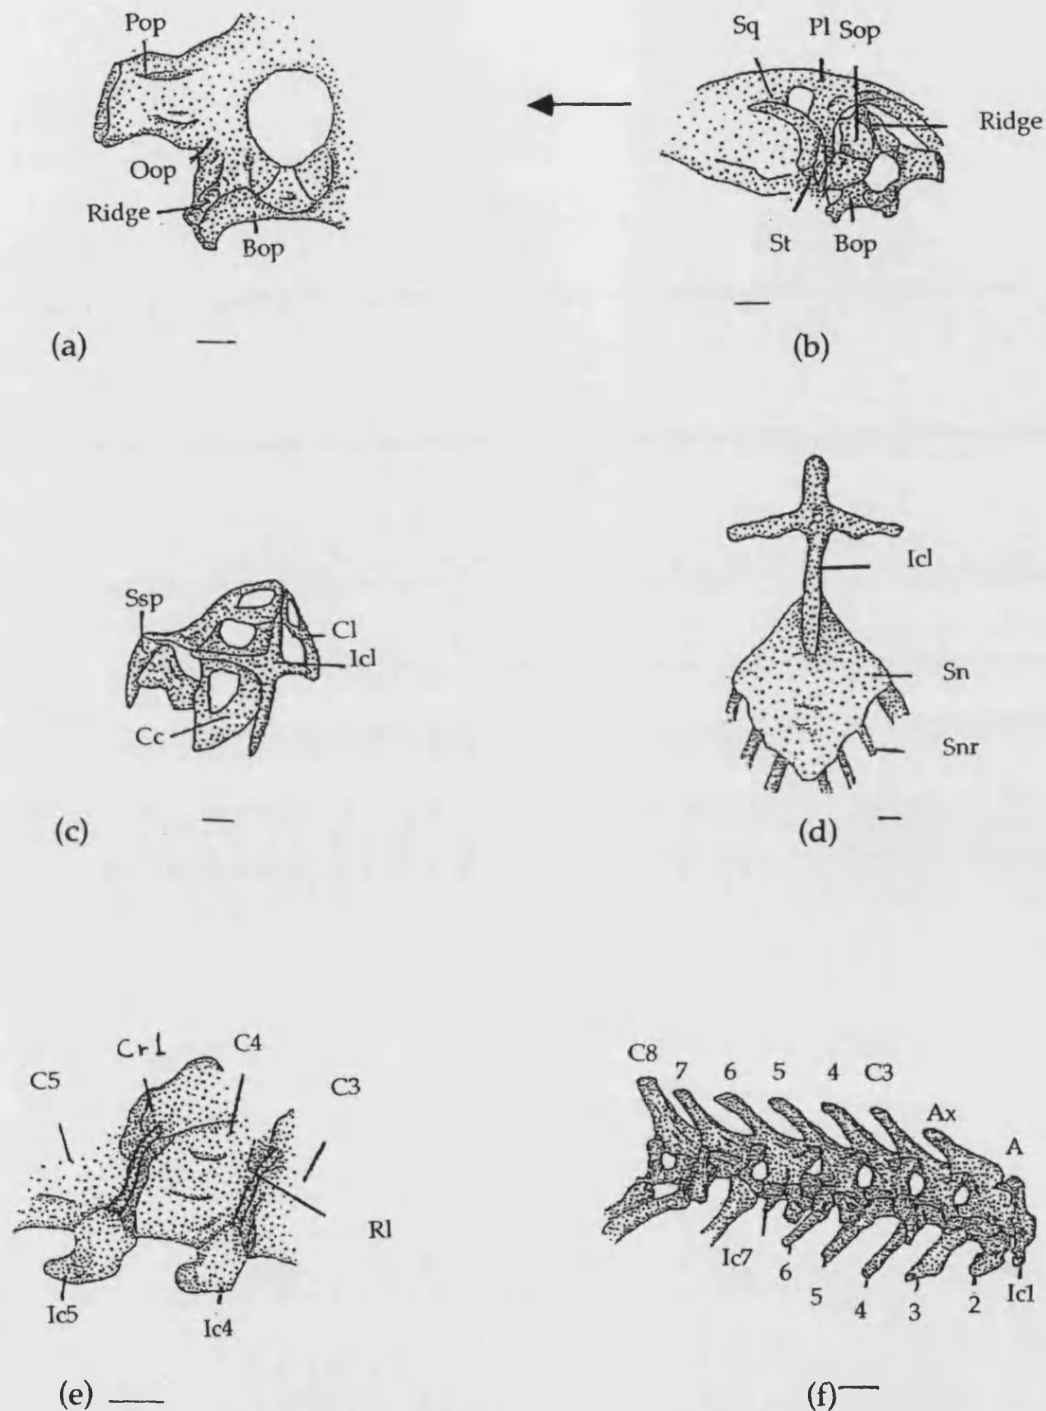 Pop
Oop
Ridge
Bop
(a)
Sq Pl Sop
Ridge
St Bop
(b)
Ssp
Cl
Icl
Cc
(c)
Icl
Sn
Snr
(d)
C5 Cr1 C4 C3
Rl
Ic5 Ic4
(e)
C8 7 6 5 4 C3 Ax A
Ic7 6 5 4 3 2 Ic1
(f)